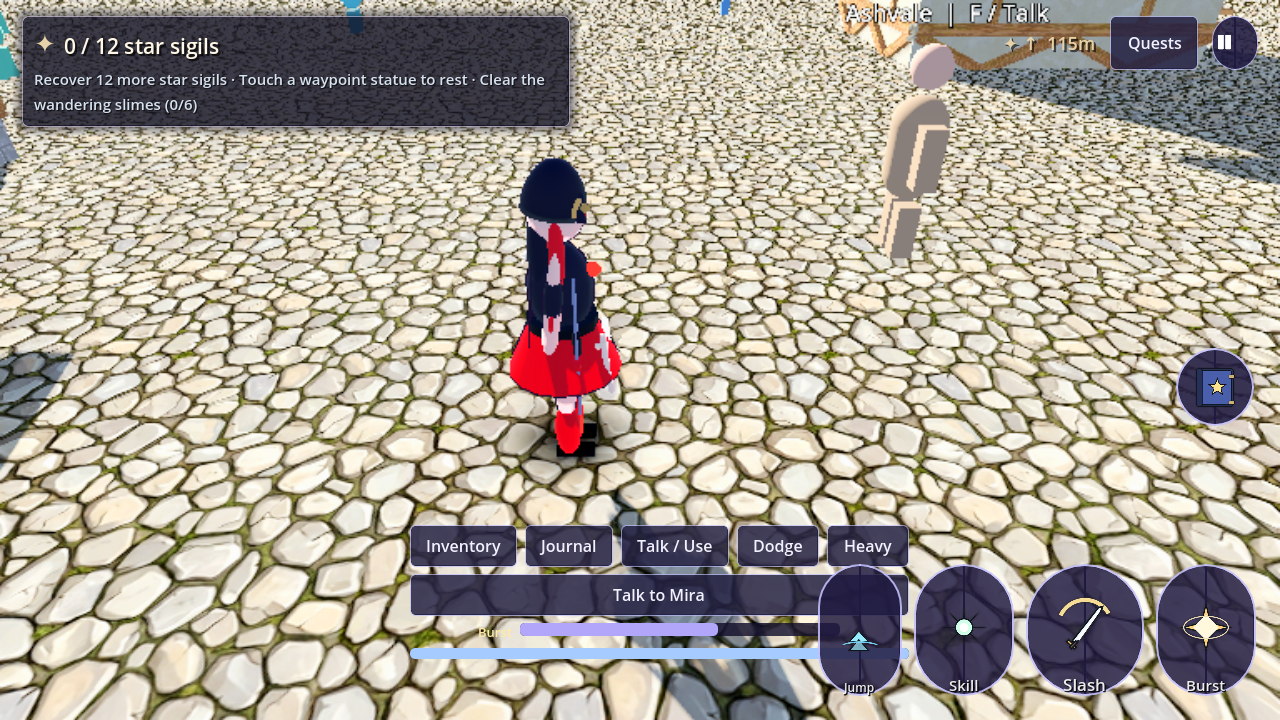 Ashvale | F / Talk
0 / 12 star sigils
Recover 12 more star sigils · Touch a waypoint statue to rest · Clear the
wandering slimes (0/6)
↑ 115m
Quests
Inventory
Journal
Talk / Use
Dodge
Heavy
Talk to Mira
Burst
Jump
Skill
Slash
Burst